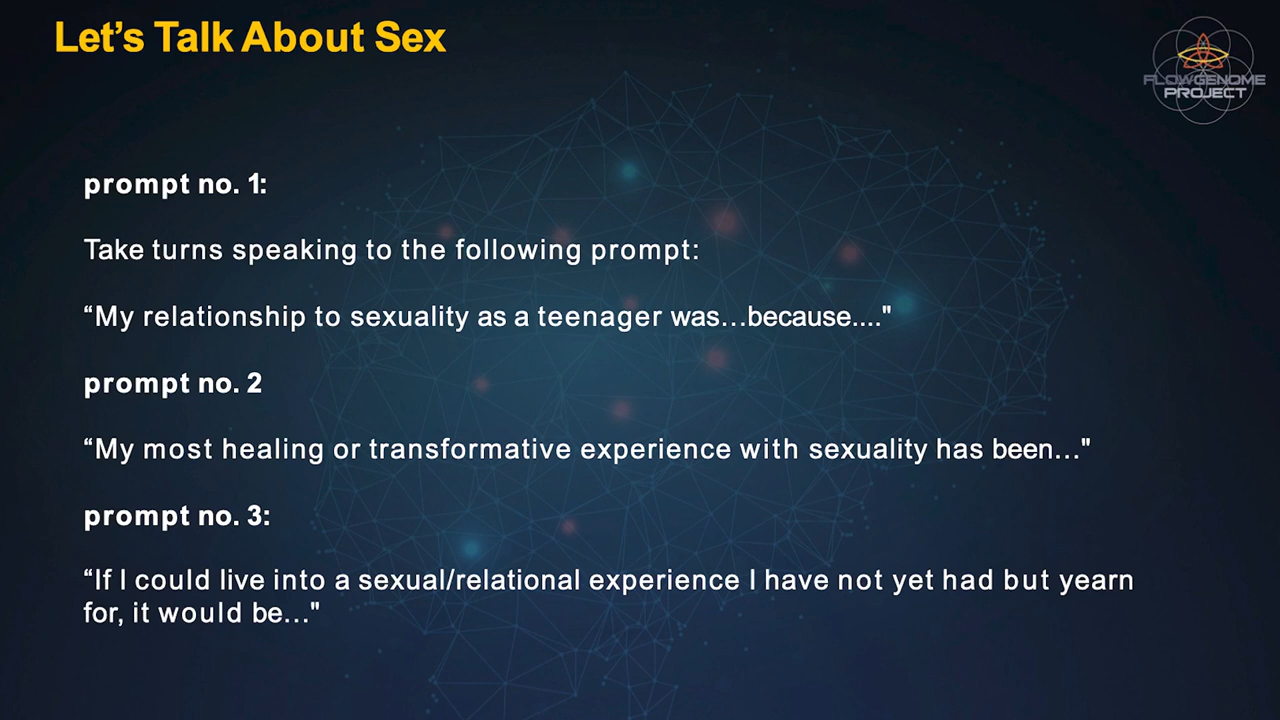 Let’s Talk About Sex
FLOWGENOME
PROJECT
prompt no. 1:
Take turns speaking to the following prompt:
“My relationship to sexuality as a teenager was…because...."
prompt no. 2
“My most healing or transformative experience with sexuality has been…"
prompt no. 3:
“If I could live into a sexual/relational experience I have not yet had but yearn
for, it would be…"